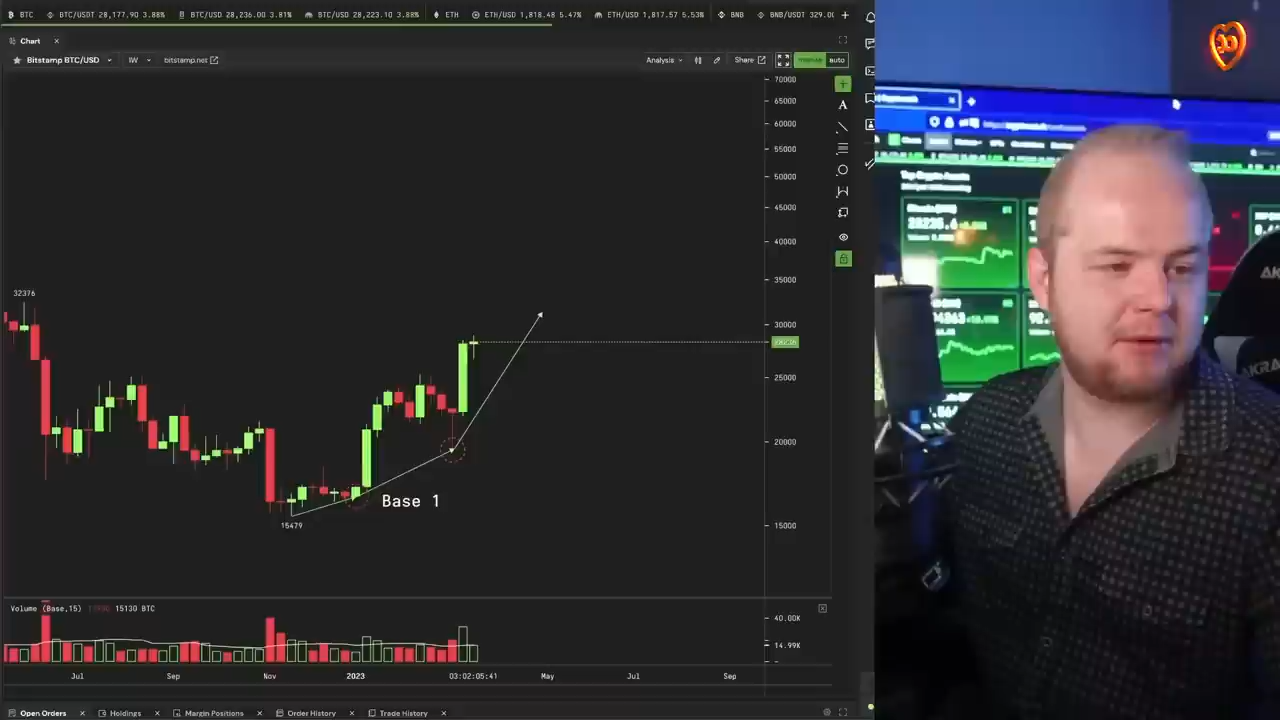 BTC BTC/USDT 28,177.90 3.88% BTC/USD 28,236.00 3.81% BTC/USD 28,223.10 3.88% ETH ETH/USD 1,818.48 5.47% ETH/USD 1,817.57 5.53% BNB BNB/USDT 329.00
Chart
Bitstamp BTC/USD 1W bitstamp.net Analysis Share auto
70000
65000
60000
55000
50000
45000
40000
35000
32376
30000
25000
20000
Base 1
15479
15000
Volume (Base,15) 15130 BTC
40.00K
14.99K
Jul Sep Nov 2023 03:02:05:41 May Jul Sep
Open Orders Holdings Margin Positions Order History Trade History
Top Crypto Assets
AK
AKRA